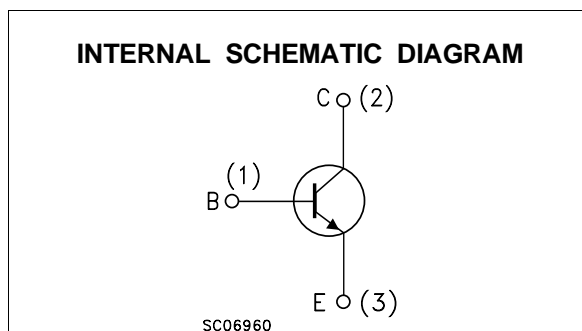 INTERNAL SCHEMATIC DIAGRAM
C (2)
(1)
B
E (3)
SC06960